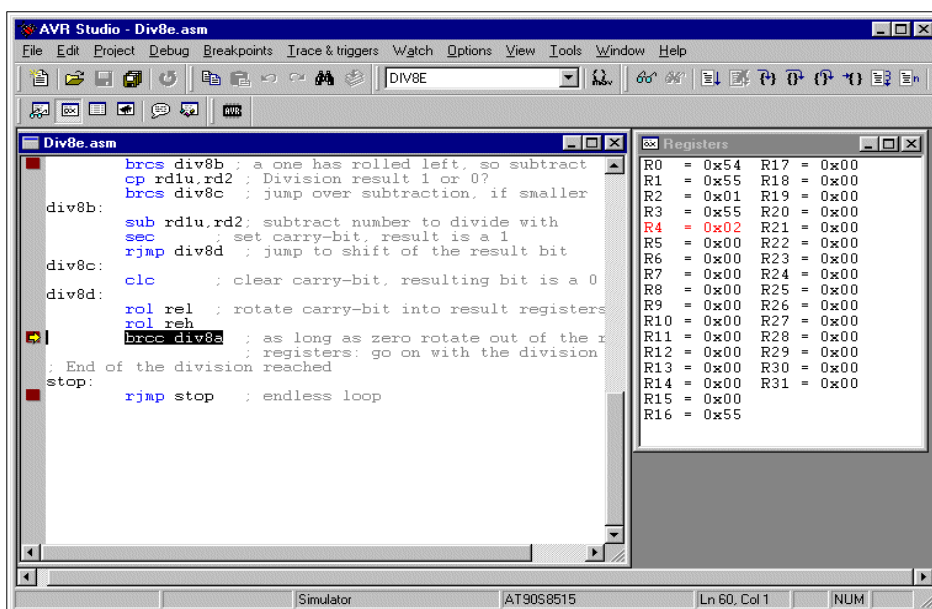 AVR Studio - Div8e.asm
File Edit Project Debug Breakpoints Trace & triggers Watch Options View Tools Window Help
DIV8E
AVR
Div8e.asm
brcs div8b ; a one has rolled left, so subtract
cp rd1u,rd2 ; Division result 1 or 0?
brcs div8c ; jump over subtraction, if smaller
div8b:
sub rd1u,rd2; subtract number to divide with
sec ; set carry-bit, result is a 1
rjmp div8d ; jump to shift of the result bit
div8c:
clc ; clear carry-bit, resulting bit is a 0
div8d:
rol rel ; rotate carry-bit into result registers
rol reh
brcc div8a ; as long as zero rotate out of the r
; registers: go on with the division
; End of the division reached
stop:
rjmp stop ; endless loop
Registers
R0 = 0x54 R17 = 0x00
R1 = 0x55 R18 = 0x00
R2 = 0x01 R19 = 0x00
R3 = 0x55 R20 = 0x00
R4 = 0x02 R21 = 0x00
R5 = 0x00 R22 = 0x00
R6 = 0x00 R23 = 0x00
R7 = 0x00 R24 = 0x00
R8 = 0x00 R25 = 0x00
R9 = 0x00 R26 = 0x00
R10 = 0x00 R27 = 0x00
R11 = 0x00 R28 = 0x00
R12 = 0x00 R29 = 0x00
R13 = 0x00 R30 = 0x00
R14 = 0x00 R31 = 0x00
R15 = 0x00
R16 = 0x55
Simulator AT90S8515 Ln 60, Col 1 NUM